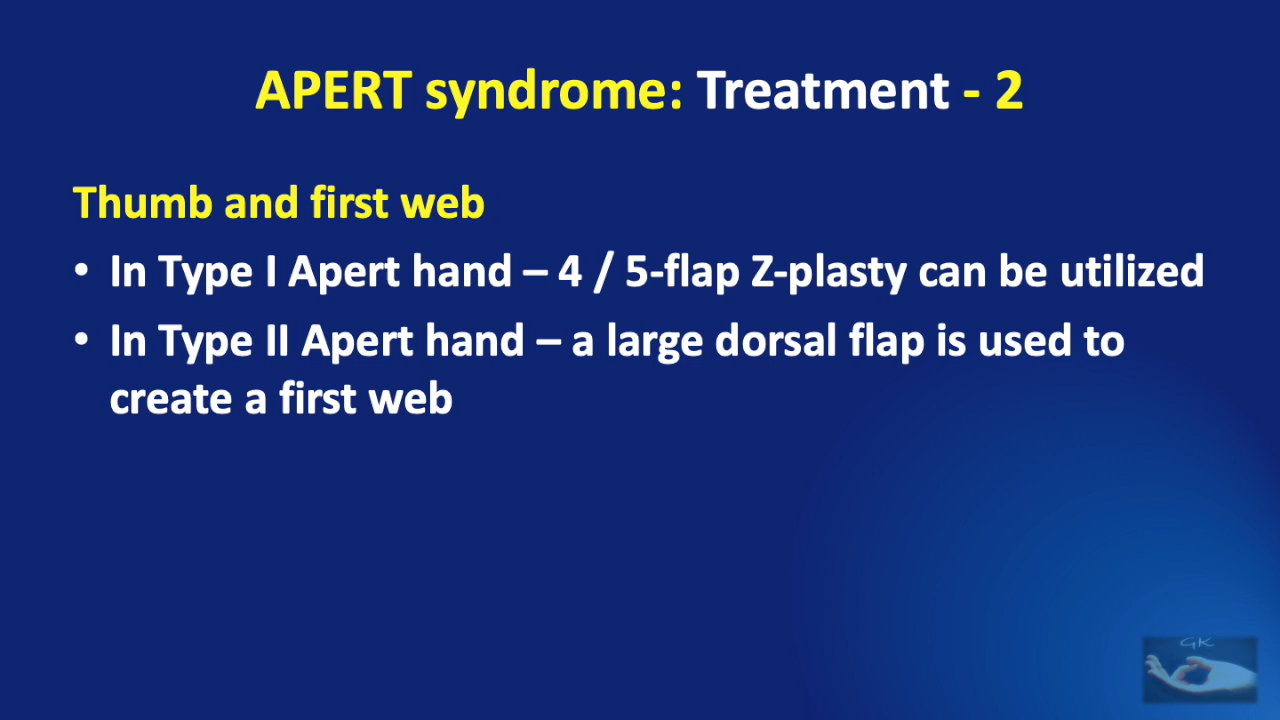 APERT syndrome: Treatment - 2
Thumb and first web
• In Type I Apert hand – 4 / 5-flap Z-plasty can be utilized
• In Type II Apert hand – a large dorsal flap is used to
create a first web
GK